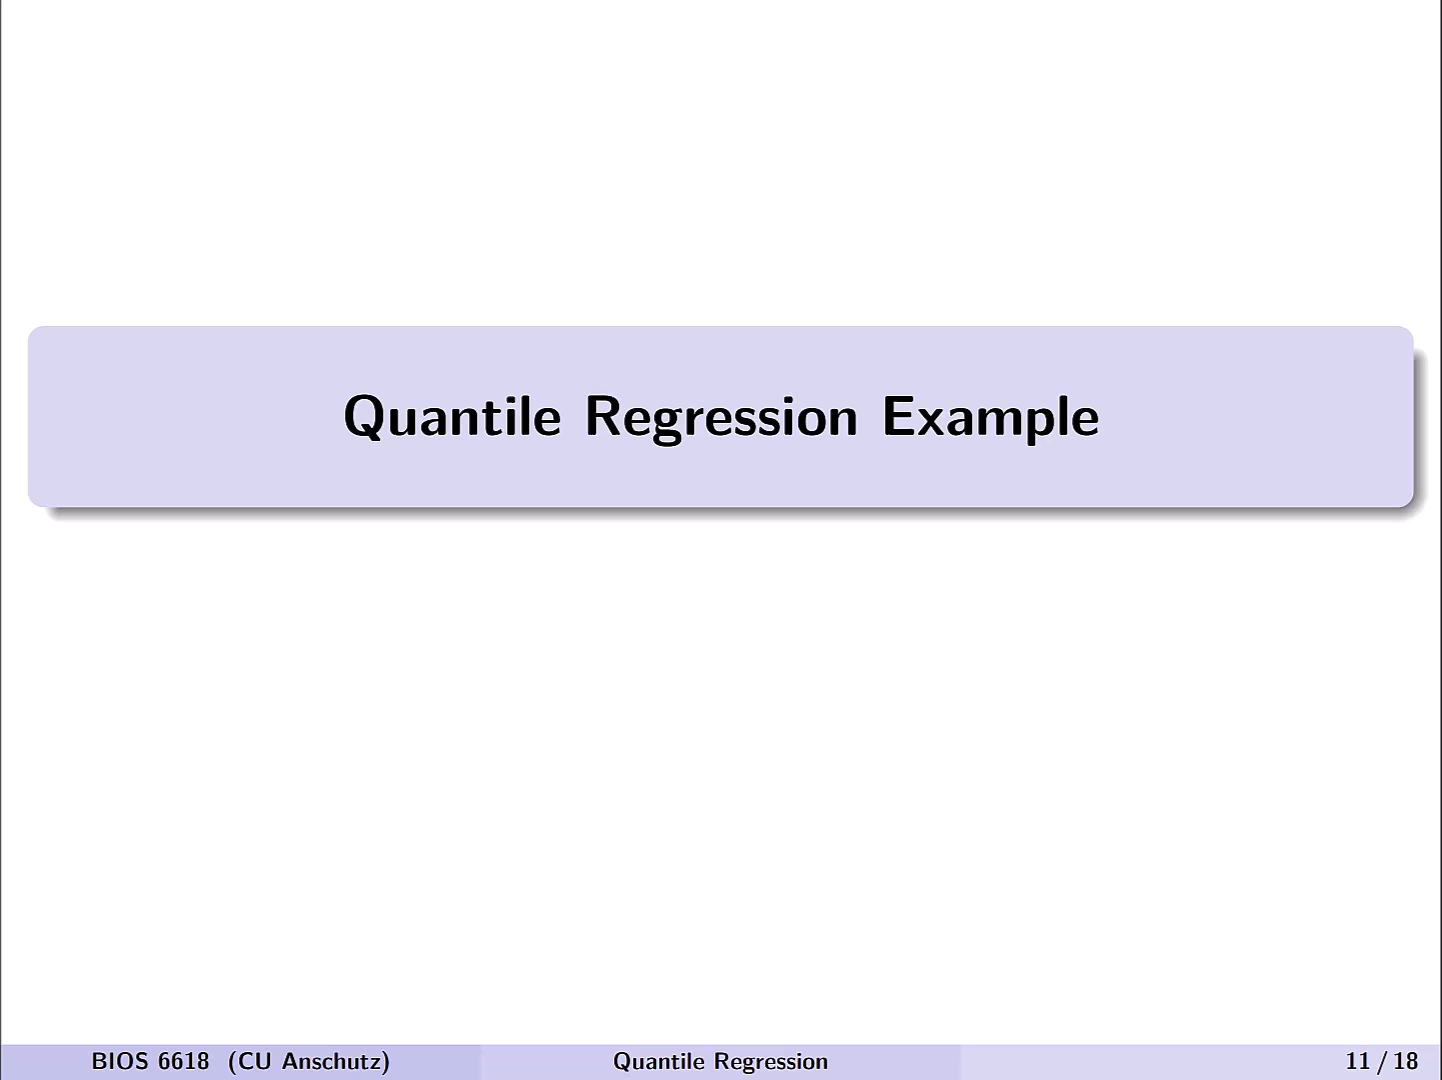 Quantile Regression Example
BIOS 6618 (CU Anschutz)
Quantile Regression
11 / 18